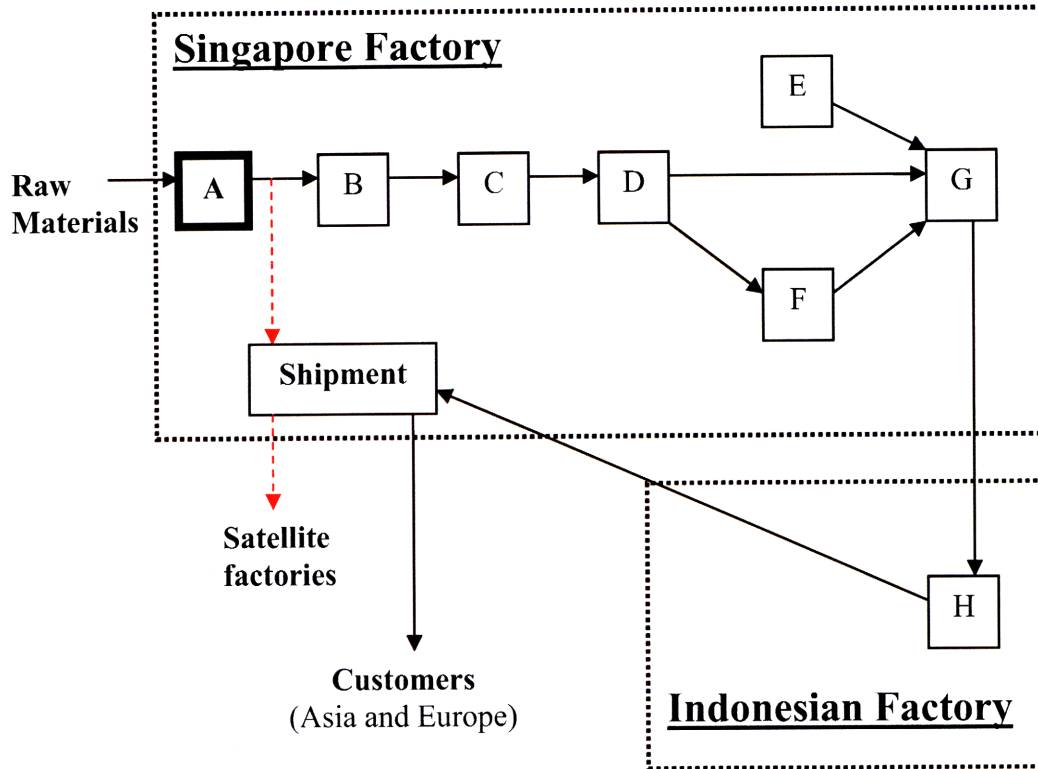 Singapore Factory
E
Raw
Materials
A
B
C
D
G
F
Shipment
Satellite
factories
H
Customers
(Asia and Europe)
Indonesian Factory